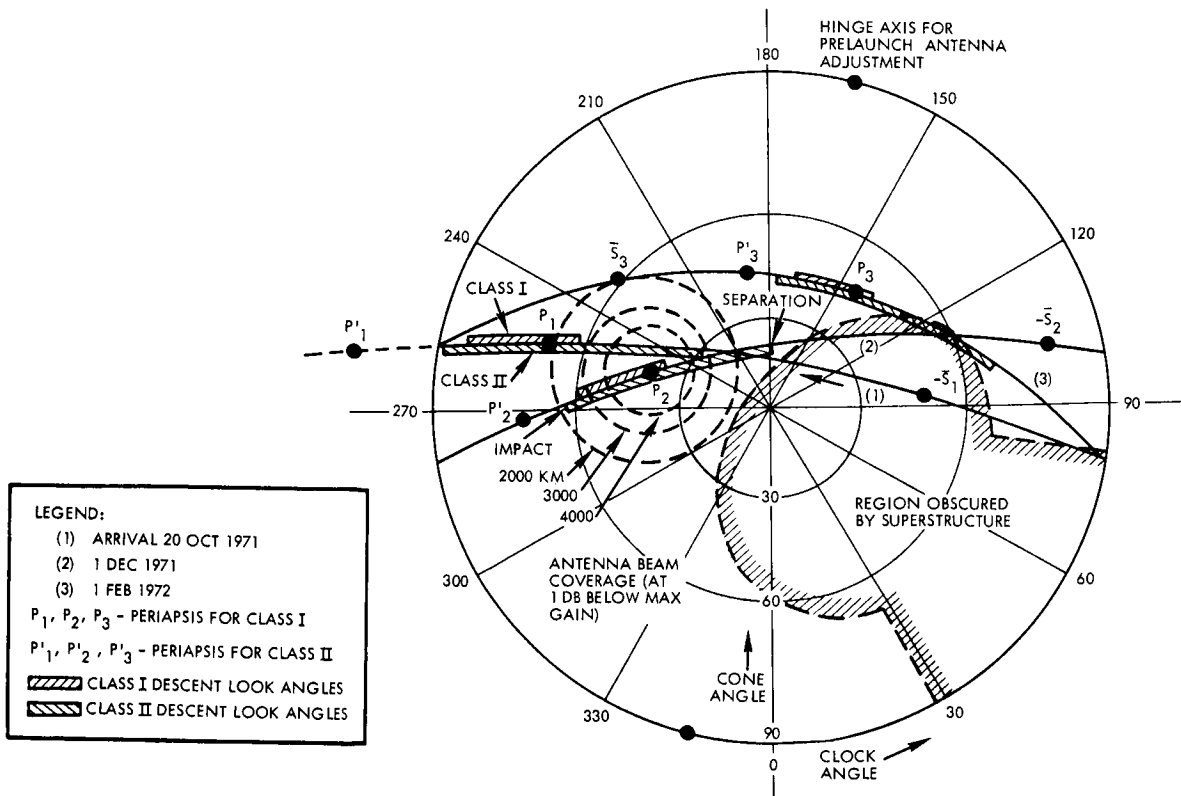 HINGE AXIS FOR
PRELAUNCH ANTENNA
ADJUSTMENT
180
210
150
240
120
S̄3
P'3
P3
CLASS I
SEPARATION
P1
-S̄2
P'1
(2)
CLASS II
(3)
P2
-S̄1
(1)
270
P'2
90
IMPACT
2000 KM
3000
4000
30
REGION OBSCURED
BY SUPERSTRUCTURE
ANTENNA BEAM
COVERAGE (AT
1 DB BELOW MAX
GAIN)
300
60
60
CONE
ANGLE
330
30
90
0
CLOCK
ANGLE
LEGEND:
(1) ARRIVAL 20 OCT 1971
(2) 1 DEC 1971
(3) 1 FEB 1972
P1, P2, P3 - PERIAPSIS FOR CLASS I
P'1, P'2, P'3 - PERIAPSIS FOR CLASS II
CLASS I DESCENT LOOK ANGLES
CLASS II DESCENT LOOK ANGLES